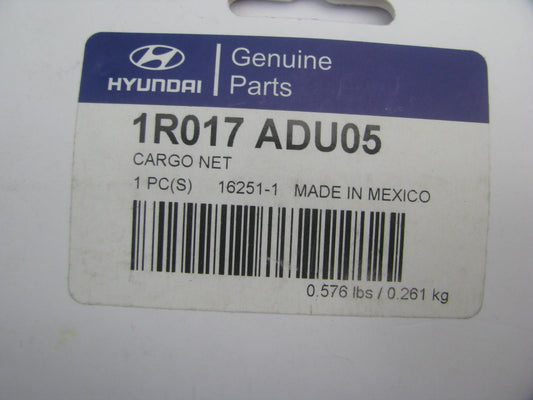 HYUNDAI
Genuine
Parts
1R017 ADU05
CARGO NET
1 PC(S) 16251-1 MADE IN MEXICO
0.576 lbs / 0.261 kg